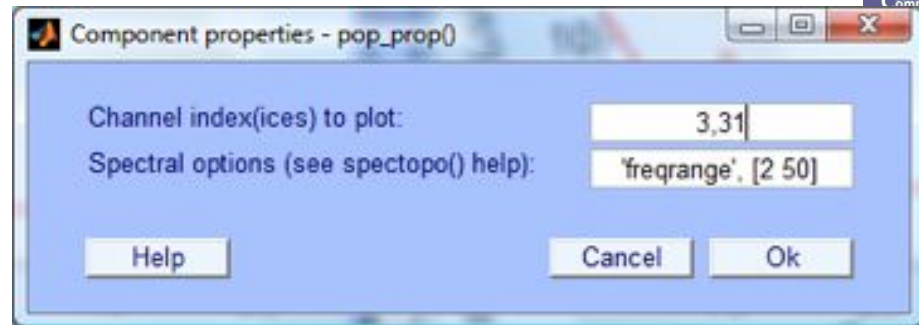 Component properties - pop_prop()
Channel index(ices) to plot:
3,31
Spectral options (see spectopo() help):
'freqrange', [2 50]
Help
Cancel
Ok